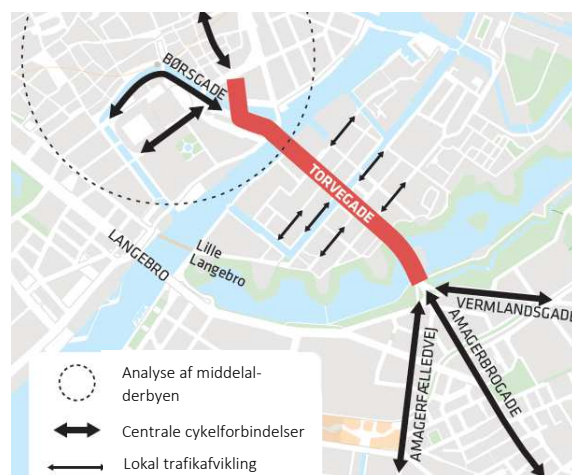 BØRSGADE
TORVEGADE
LANGEBRO
Lille
Langebro
VERMLANDSGADE
AMAGERBROGADE
AMAGERFÆLLEDVEJ
Analyse af middelal-
derbyen
Centrale cykelforbindelser
Lokal trafikafvikling